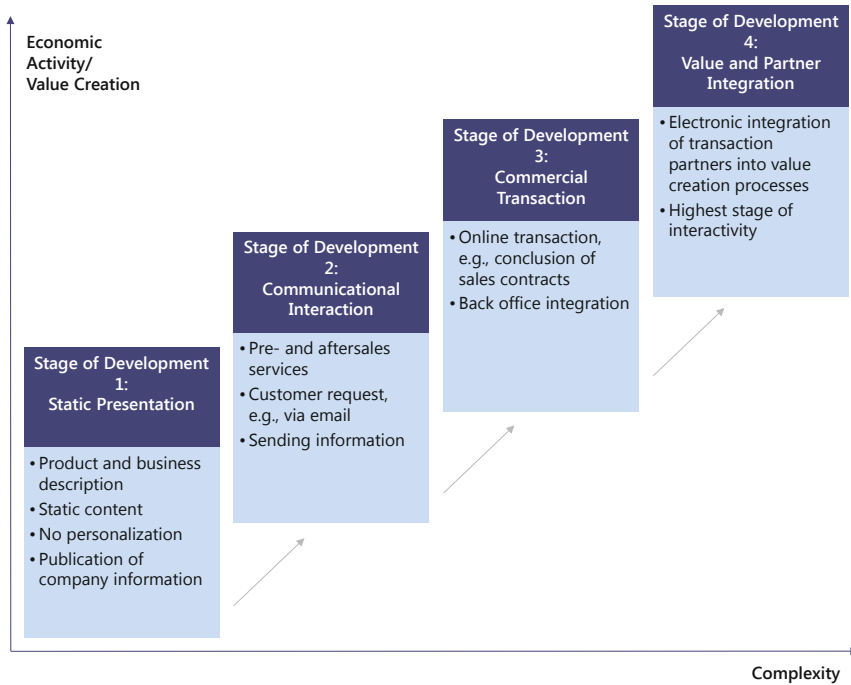 Economic
Activity/
Value Creation
Stage of Development
1:
Static Presentation
• Product and business
description
• Static content
• No personalization
• Publication of
company information
Stage of Development
2:
Communicational
Interaction
• Pre- and aftersales
services
• Customer request,
e.g., via email
• Sending information
Stage of Development
3:
Commercial
Transaction
• Online transaction,
e.g., conclusion of
sales contracts
• Back office integration
Stage of Development
4:
Value and Partner
Integration
• Electronic integration
of transaction
partners into value
creation processes
• Highest stage of
interactivity
Complexity